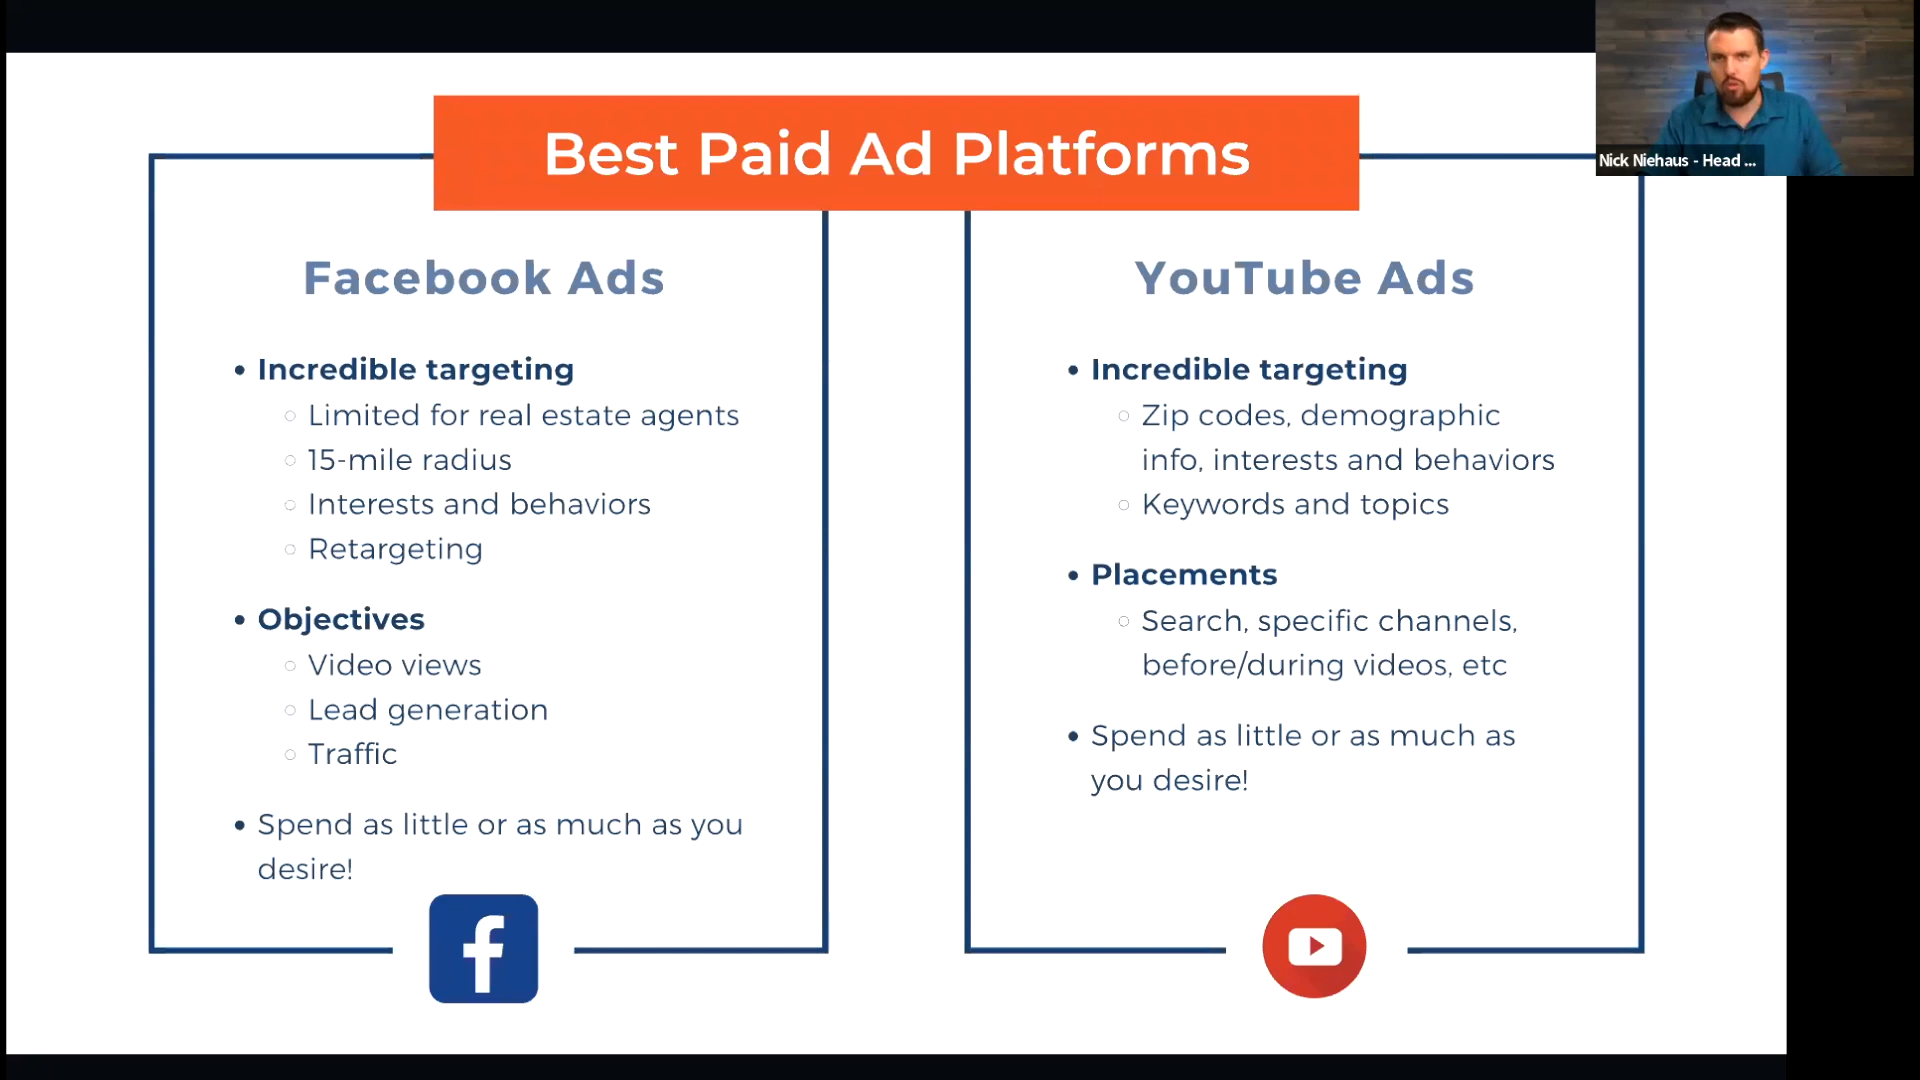 Best Paid Ad Platforms
Nick Niehaus - Head ...
Facebook Ads
• Incredible targeting
○ Limited for real estate agents
○ 15-mile radius
○ Interests and behaviors
○ Retargeting
• Objectives
○ Video views
○ Lead generation
○ Traffic
• Spend as little or as much as you
desire!
f
YouTube Ads
• Incredible targeting
○ Zip codes, demographic
info, interests and behaviors
○ Keywords and topics
• Placements
○ Search, specific channels,
before/during videos, etc
• Spend as little or as much as
you desire!